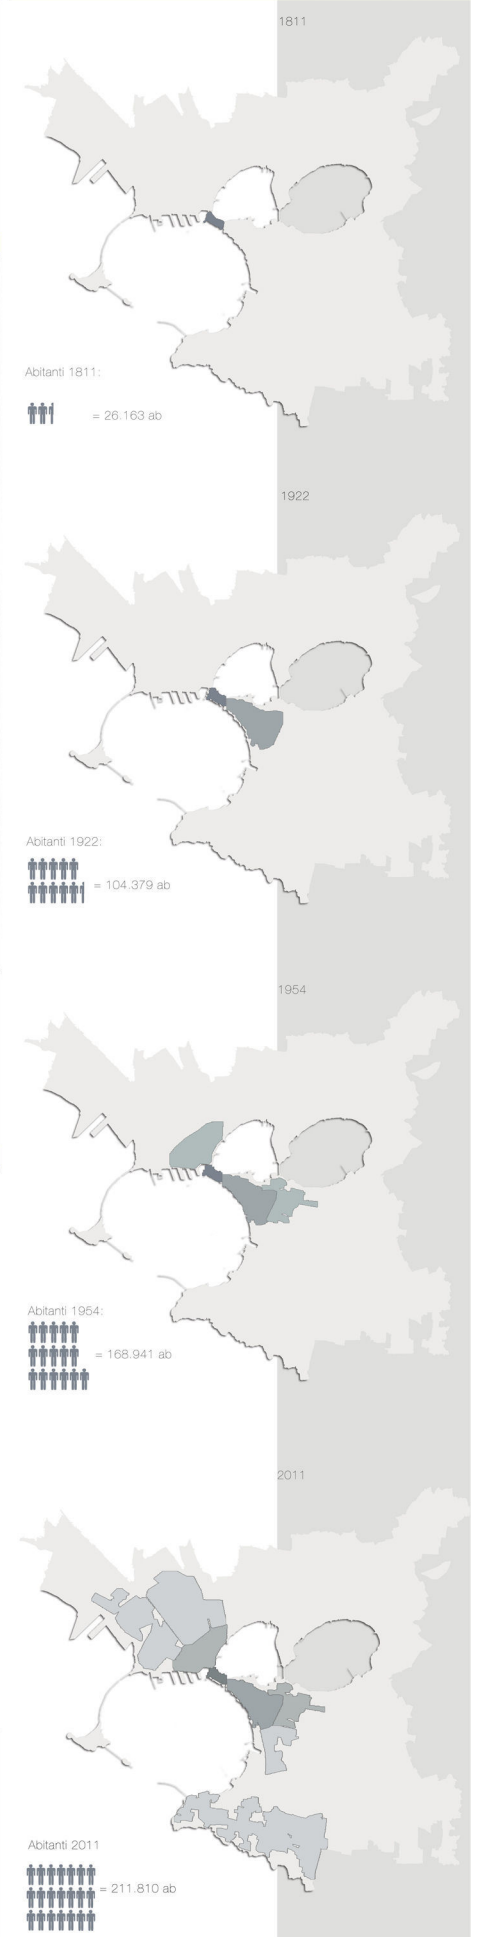 1811
Abitanti 1811:
= 26.163 ab
1922
Abitanti 1922:
= 104.379 ab
1954
Abitanti 1954:
= 168.941 ab
2011
Abitanti 2011
= 211.810 ab